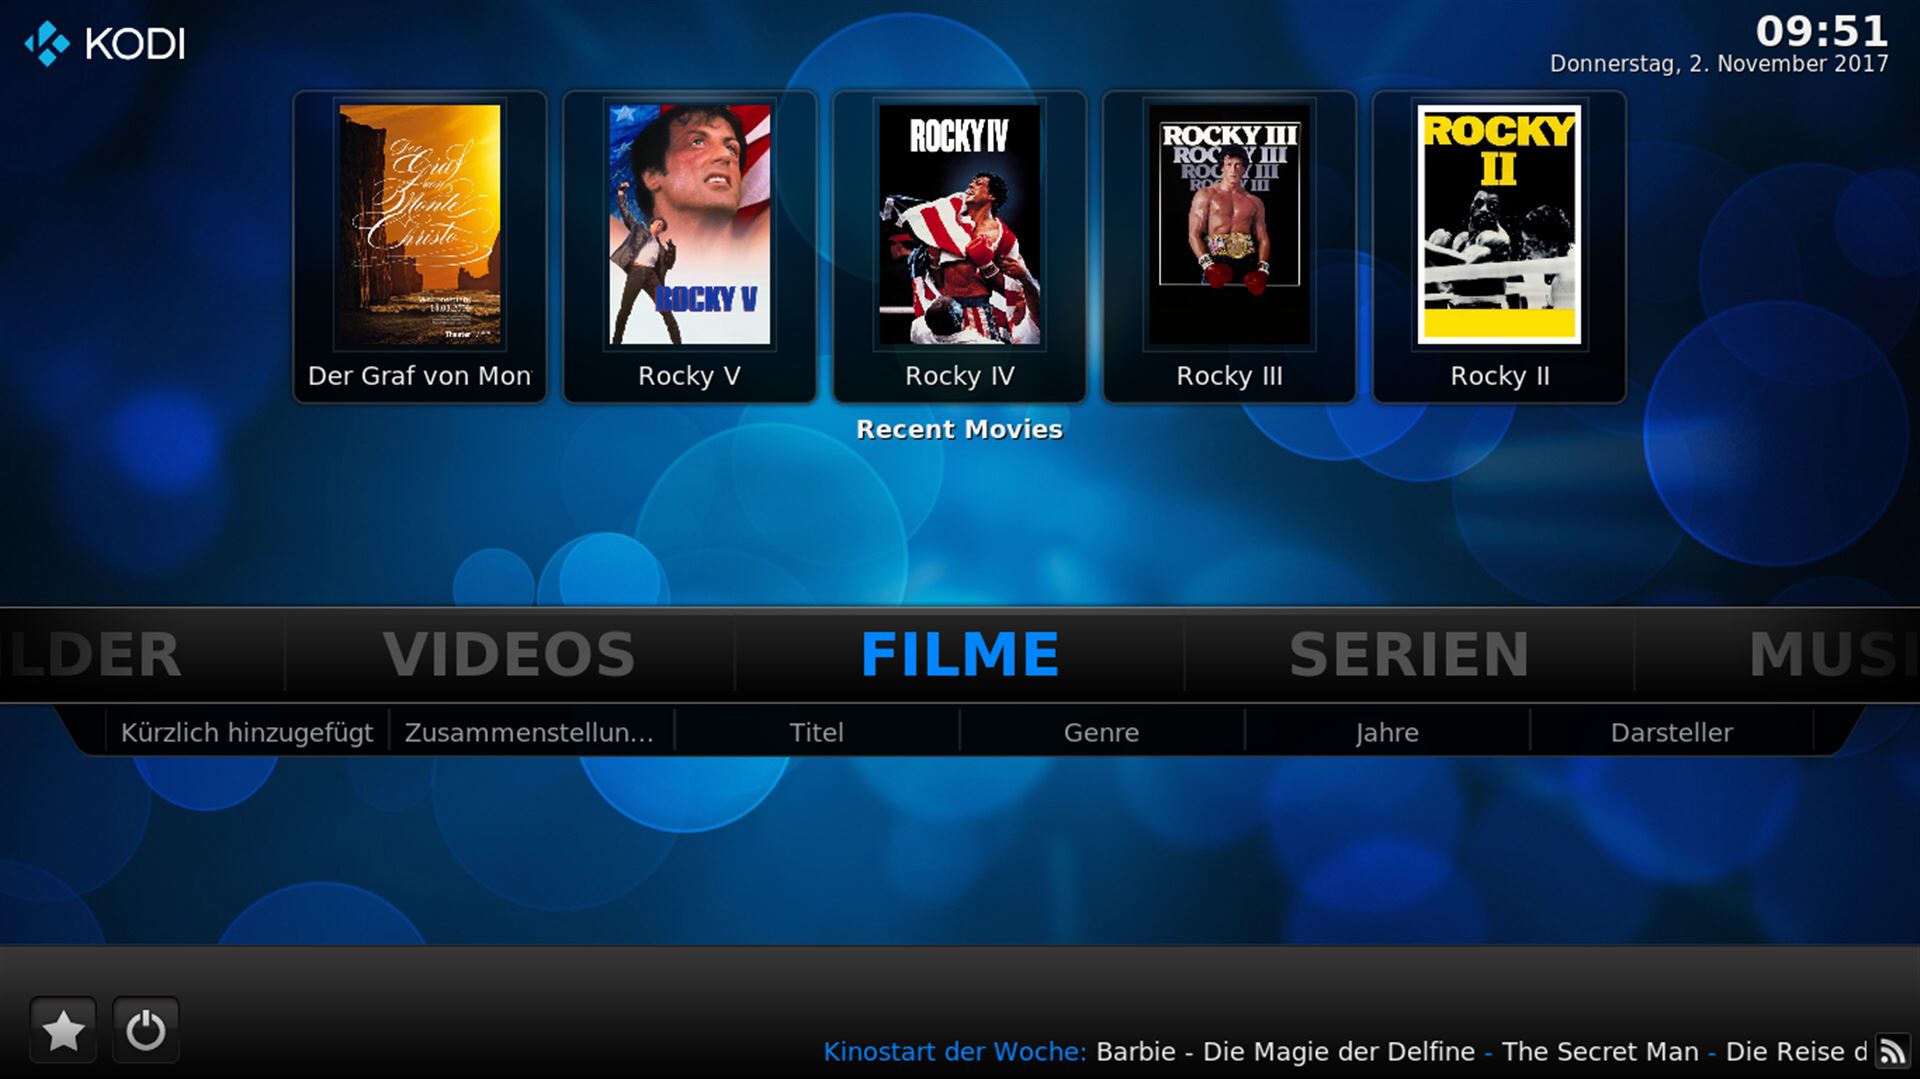 KODI
09:51
Donnerstag, 2. November 2017
Der Graf von Monte Christo
ROCKY V
ROCKY IV
ROCKY III
ROCKY III
ROCKY III
ROCKY III
ROCKY
II
Der Graf von Mon
Rocky V
Rocky IV
Rocky III
Rocky II
Recent Movies
ILDER
VIDEOS
FILME
SERIEN
MUSI
Kürzlich hinzugefügt
Zusammenstellun...
Titel
Genre
Jahre
Darsteller
Kinostart der Woche: Barbie - Die Magie der Delfine - The Secret Man - Die Reise d